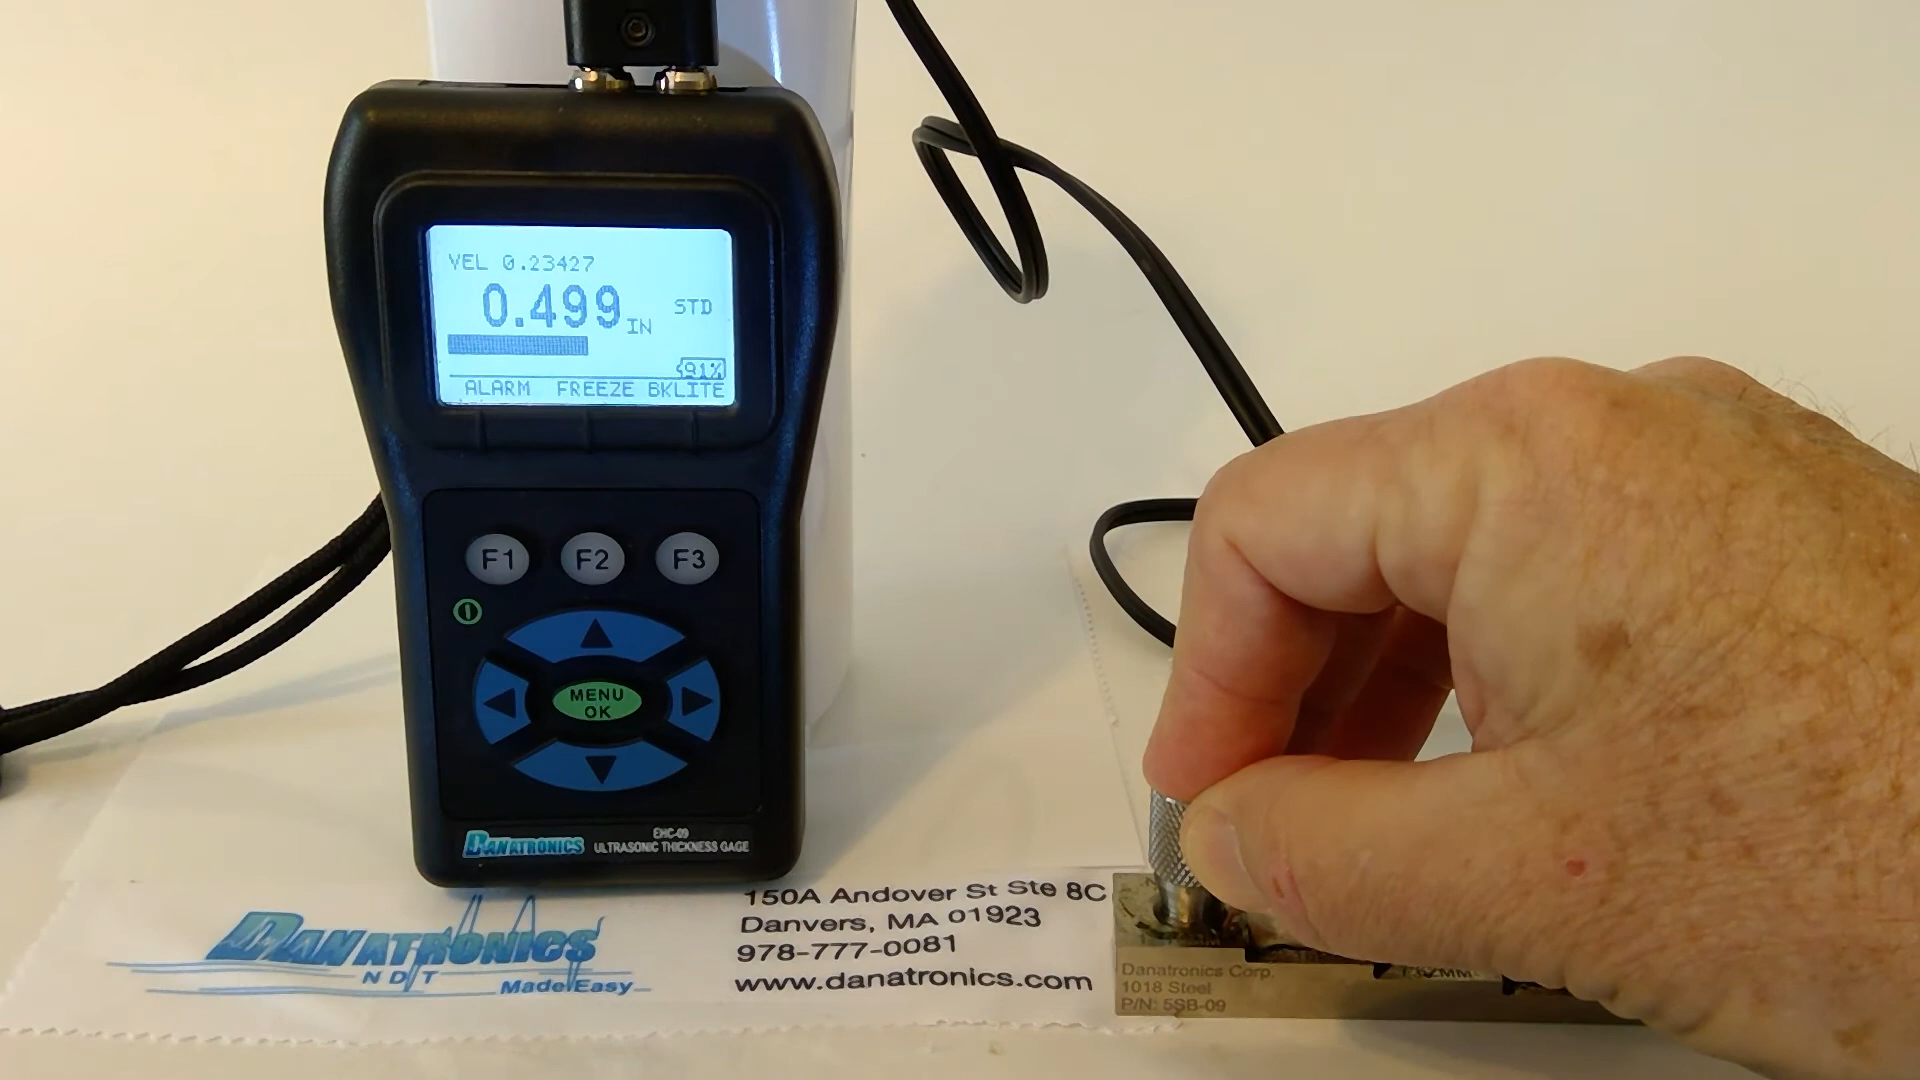 VEL 0.23427
0.499 IN STD
91%
ALARM FREEZE BKLITE
F1 F2 F3
MENU
OK
DANATRONICS
EHC-09
ULTRASONIC THICKNESS GAGE
DANATRONICS
NDT
Made Easy
150A Andover St Ste 8C
Danvers, MA 01923
978-777-0081
www.danatronics.com
Danatronics Corp.
1018 Steel
P/N: 5SB-09
7.62MM